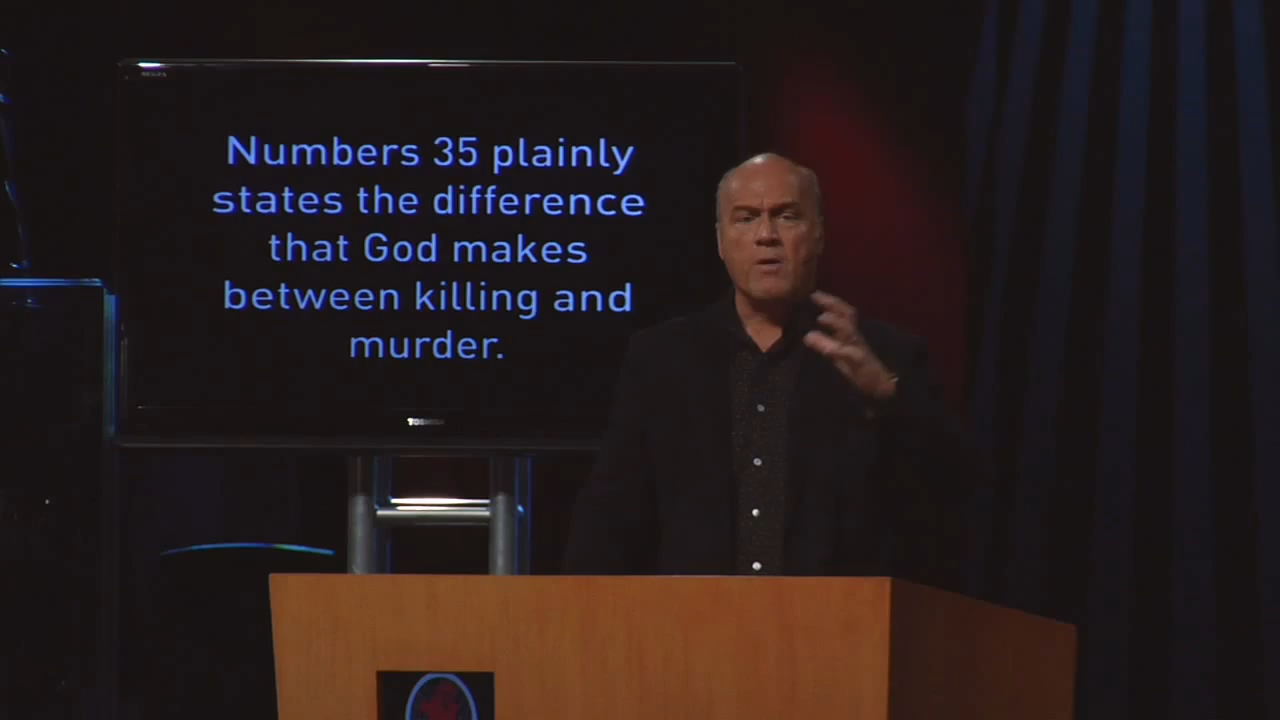 Numbers 35 plainly
states the difference
that God makes
between killing and
murder.
TOSHIBA